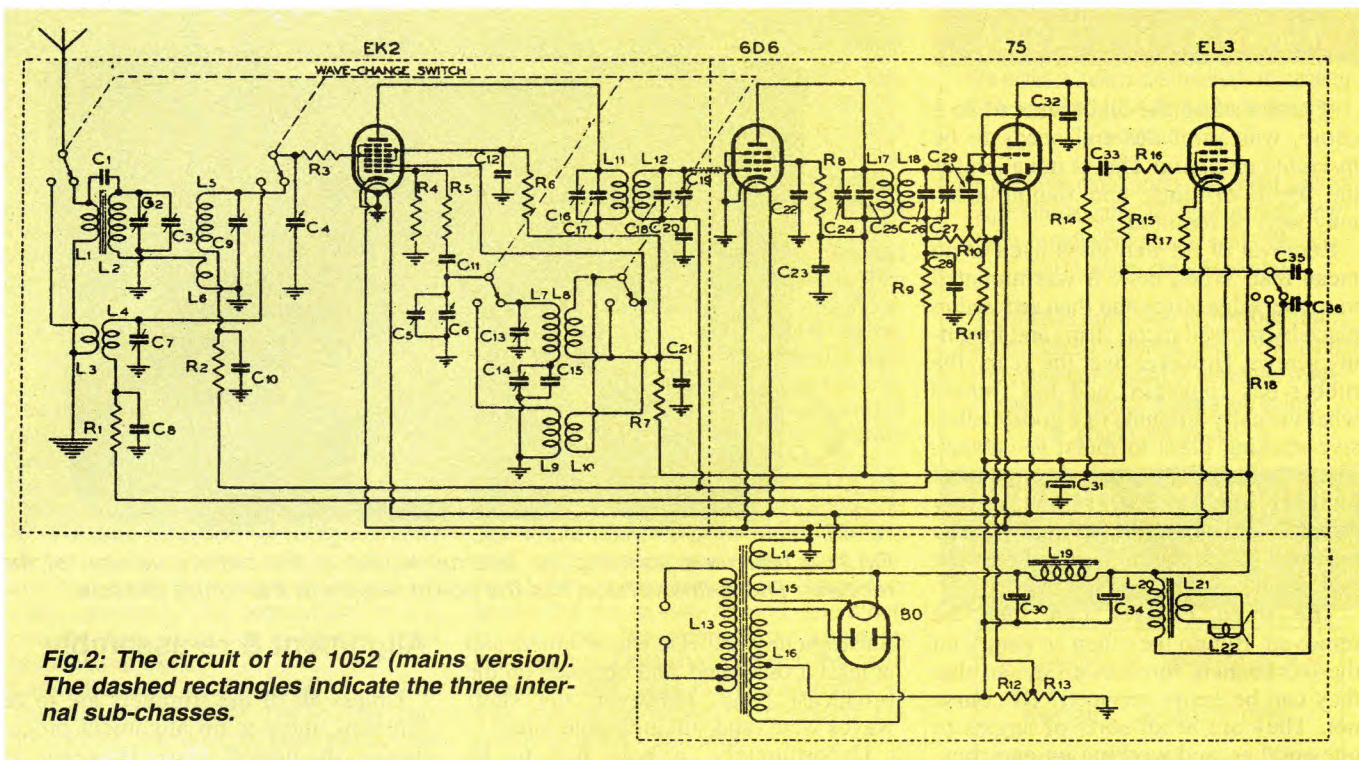 EK2 6D6 75 EL3
WAVE-CHANGE SWITCH
C32
C1
R3
C12
L11 L12
R8
L17 L18 C29
C33 R16
L5
R4 R5
R6
C19
C2
C3
C9
C4
C16
C17
C18 C20
C22
C24 C25 C26 C27
R10
R14
R15
R17
L1
L2
C11
C23
C28
R9
R11
C35
L6
L7 L8
C36
L4
C7
C5 C6
C13
C21
R18
L3
R2 C10
C14 C15
R1 C8
L9 L10
R7
C31
L14
L19
L15
L20 L21
L13
C30 C34
L22
L16
80
R12 R13
Fig.2: The circuit of the 1052 (mains version).
The dashed rectangles indicate the three inter-
nal sub-chasses.